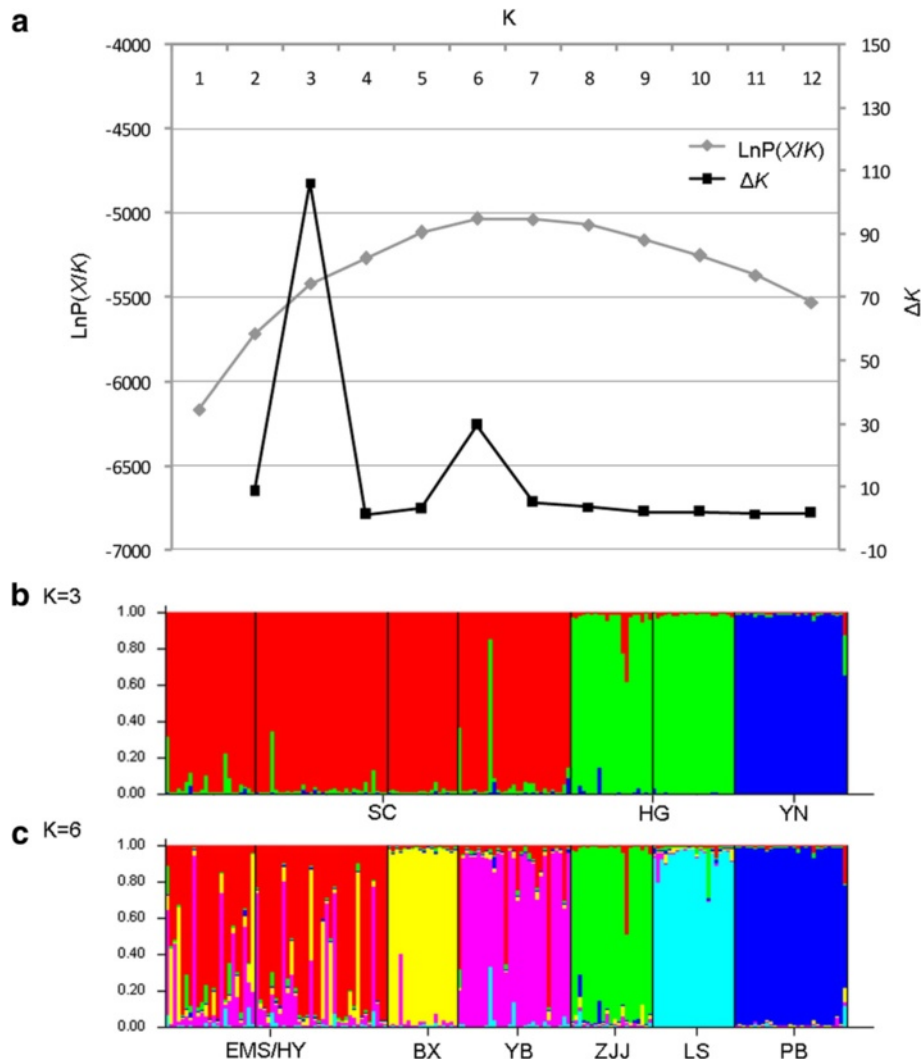 a
K
-4000
-4500
-5000
-5500
-6000
-6500
-7000
LnP(X/K)
1 2 3 4 5 6 7 8 9 10 11 12
LnP(X/K)
ΔK
150
130
110
90
70
50
30
10
-10
ΔK
b K=3
1.00
0.80
0.60
0.40
0.20
0.00
SC HG YN
c K=6
1.00
0.80
0.60
0.40
0.20
0.00
EMS/HY BX YB ZJJ LS PB